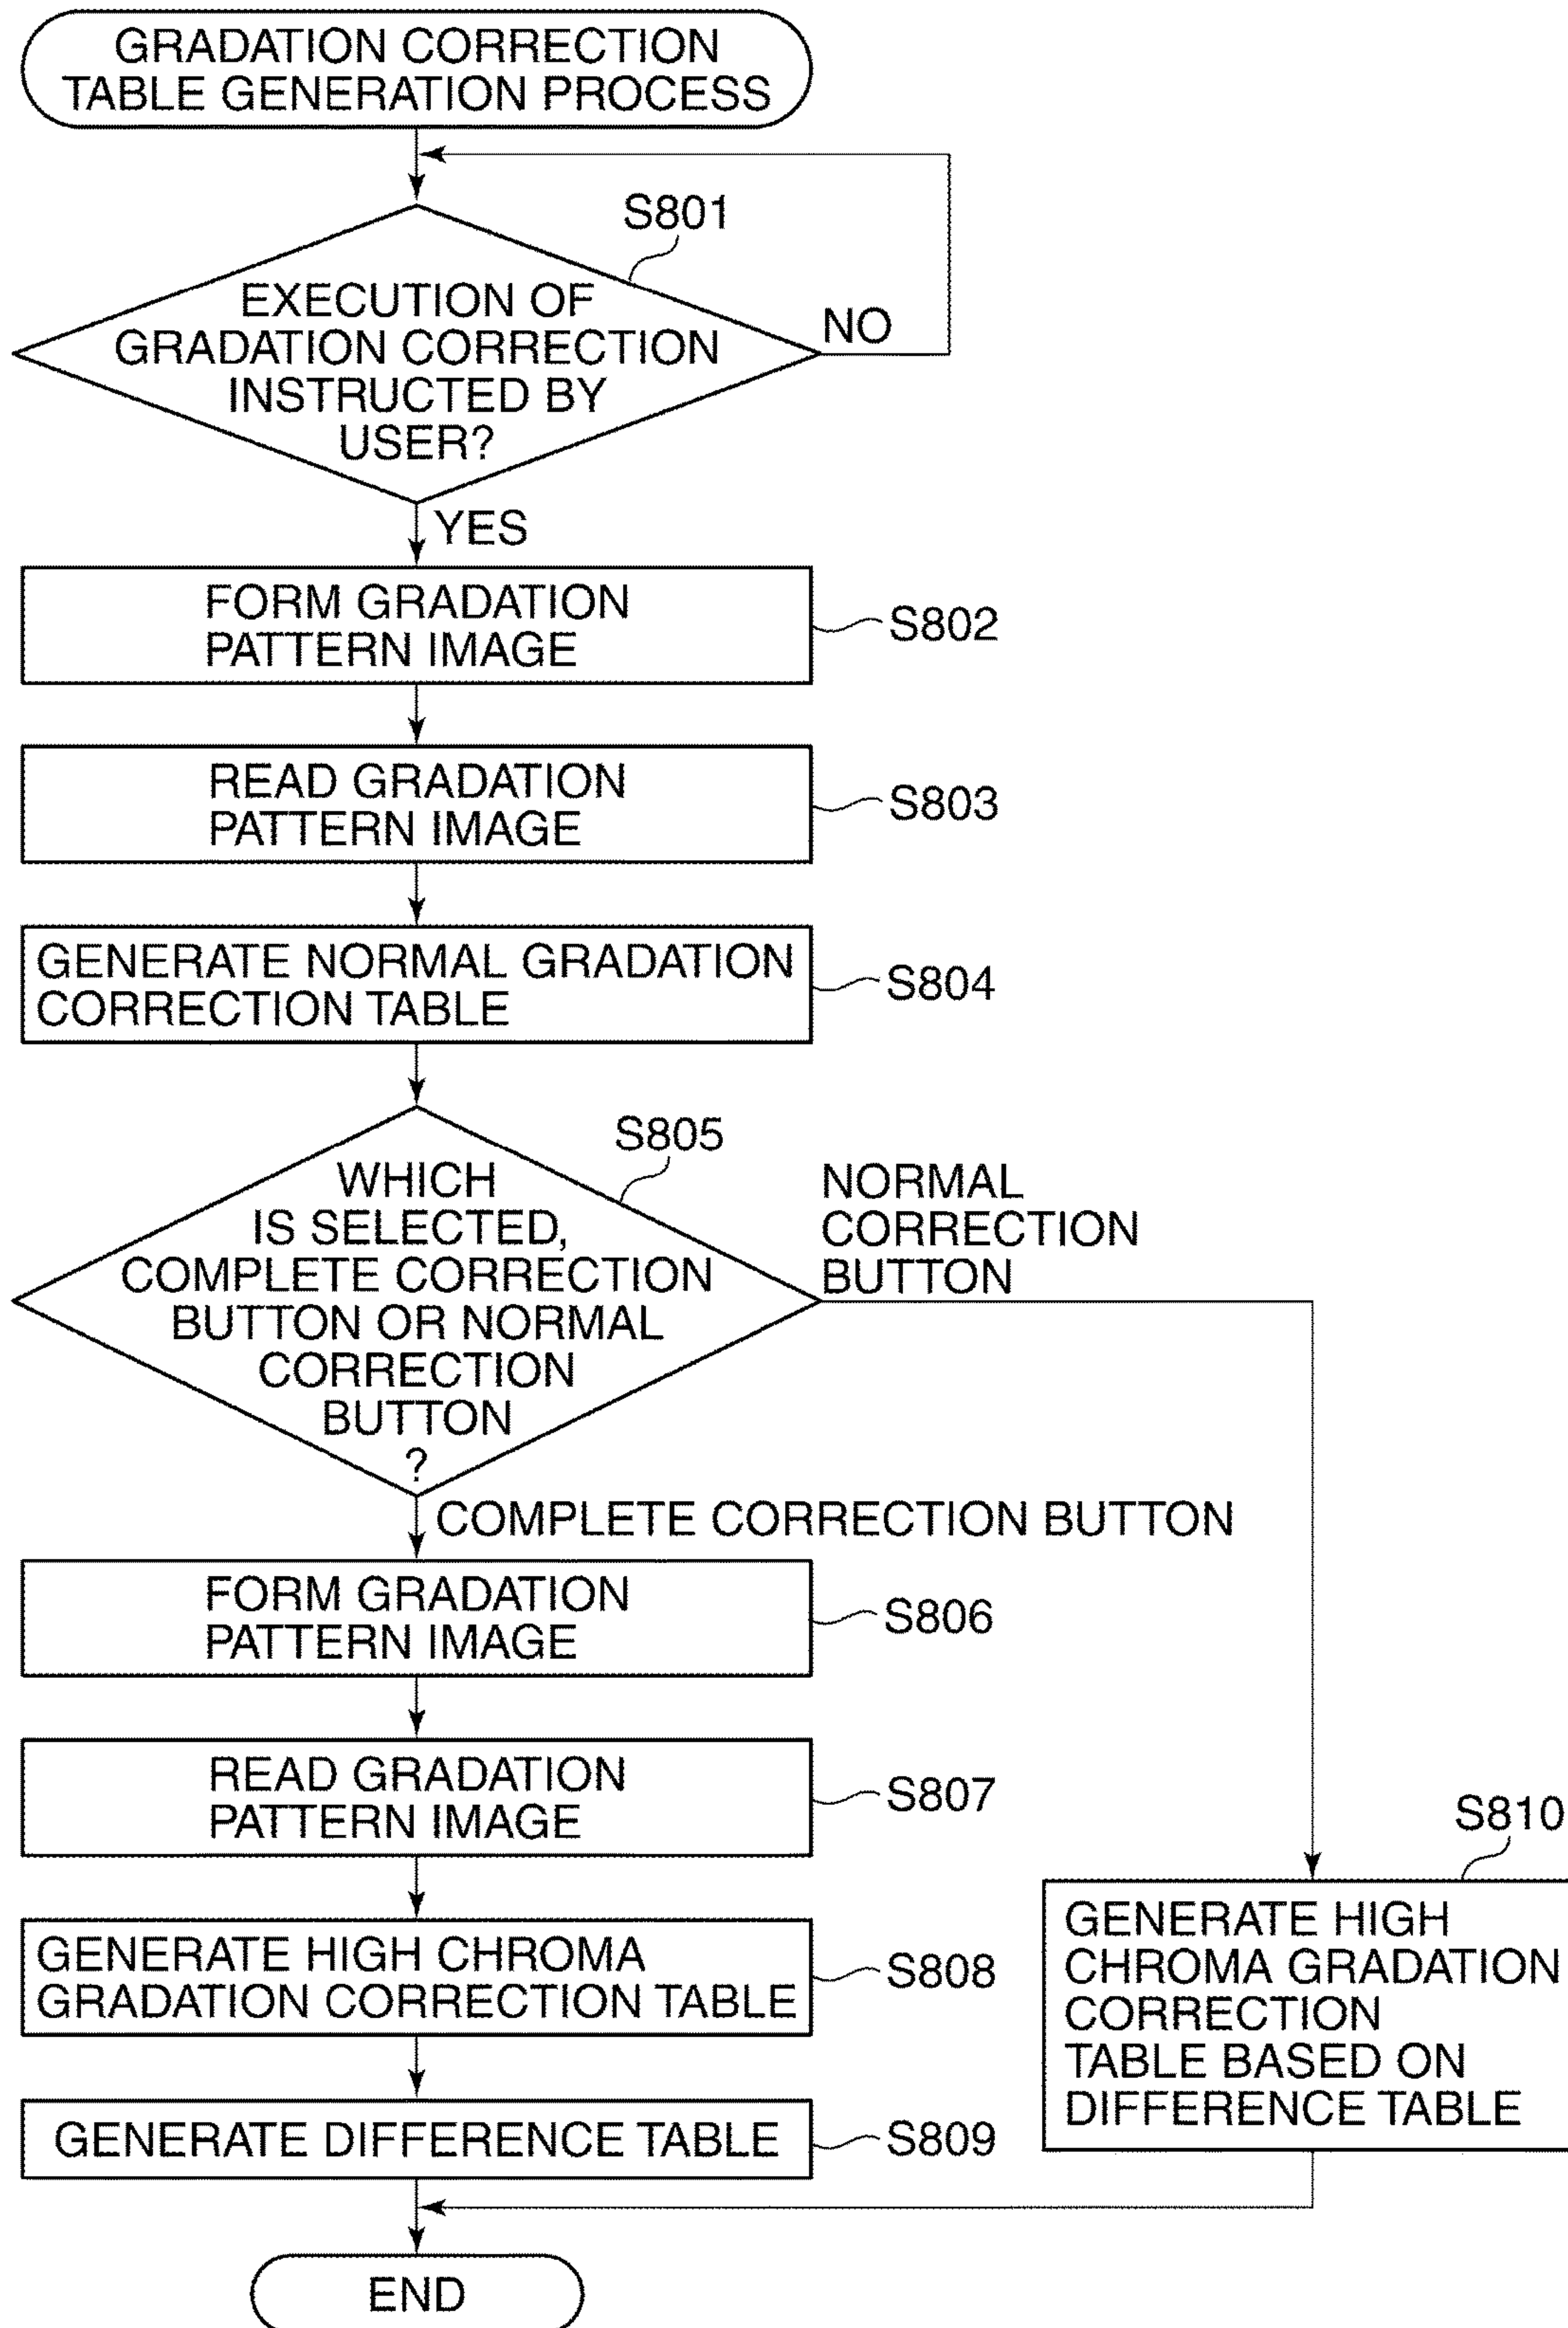 GRADATION CORRECTION
TABLE GENERATION PROCESS
S801
EXECUTION OF
GRADATION CORRECTION
INSTRUCTED BY
USER?
NO
YES
FORM GRADATION
PATTERN IMAGE
S802
READ GRADATION
PATTERN IMAGE
S803
GENERATE NORMAL GRADATION
CORRECTION TABLE
S804
S805
WHICH
IS SELECTED,
COMPLETE CORRECTION
BUTTON OR NORMAL
CORRECTION
BUTTON
?
NORMAL
CORRECTION
BUTTON
COMPLETE CORRECTION BUTTON
FORM GRADATION
PATTERN IMAGE
S806
READ GRADATION
PATTERN IMAGE
S807
GENERATE HIGH CHROMA
GRADATION CORRECTION TABLE
S808
GENERATE DIFFERENCE TABLE
S809
S810
GENERATE HIGH
CHROMA GRADATION
CORRECTION
TABLE BASED ON
DIFFERENCE TABLE
END